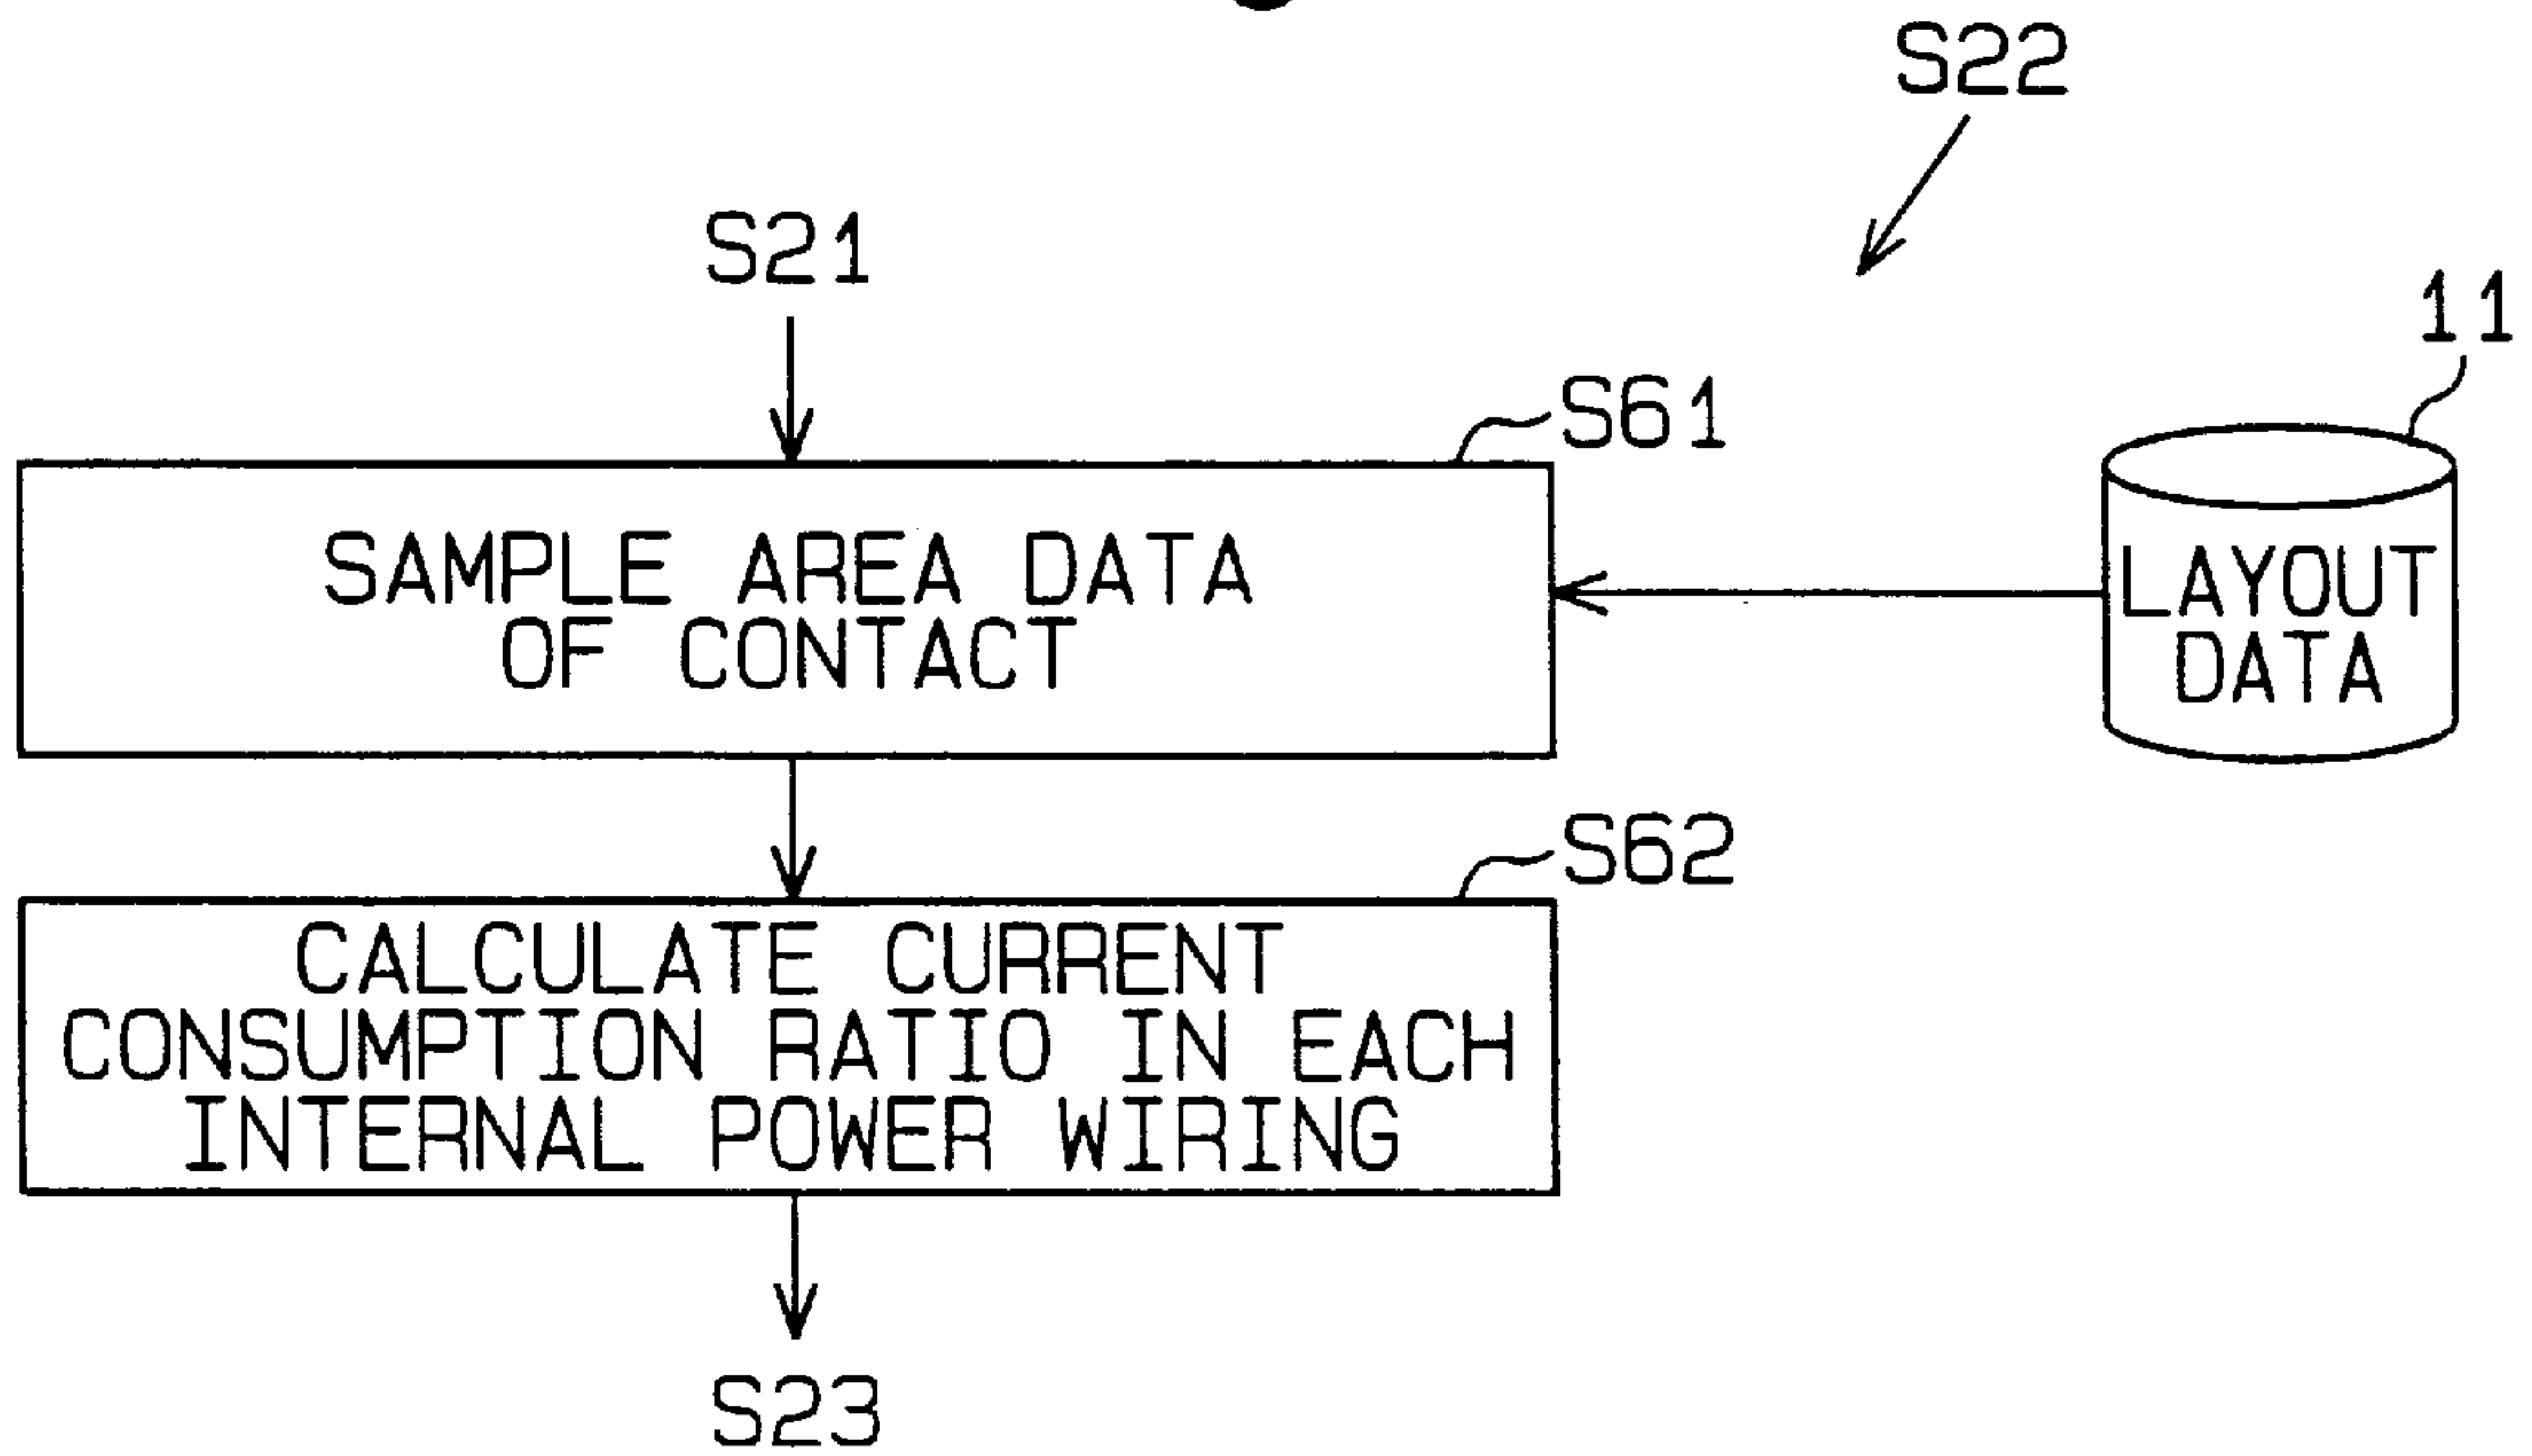 S22
S21
11
S61
SAMPLE AREA DATA
OF CONTACT
LAYOUT
DATA
S62
CALCULATE CURRENT
CONSUMPTION RATIO IN EACH
INTERNAL POWER WIRING
S23